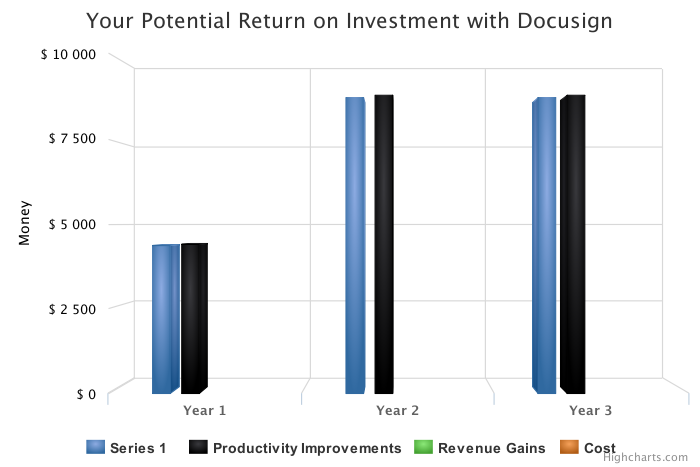 Your Potential Return on Investment with Docusign
$ 10 000
$ 7 500
$ 5 000
$ 2 500
$ 0
Money
Year 1
Year 2
Year 3
Series 1
Productivity Improvements
Revenue Gains
Cost
Highcharts.com